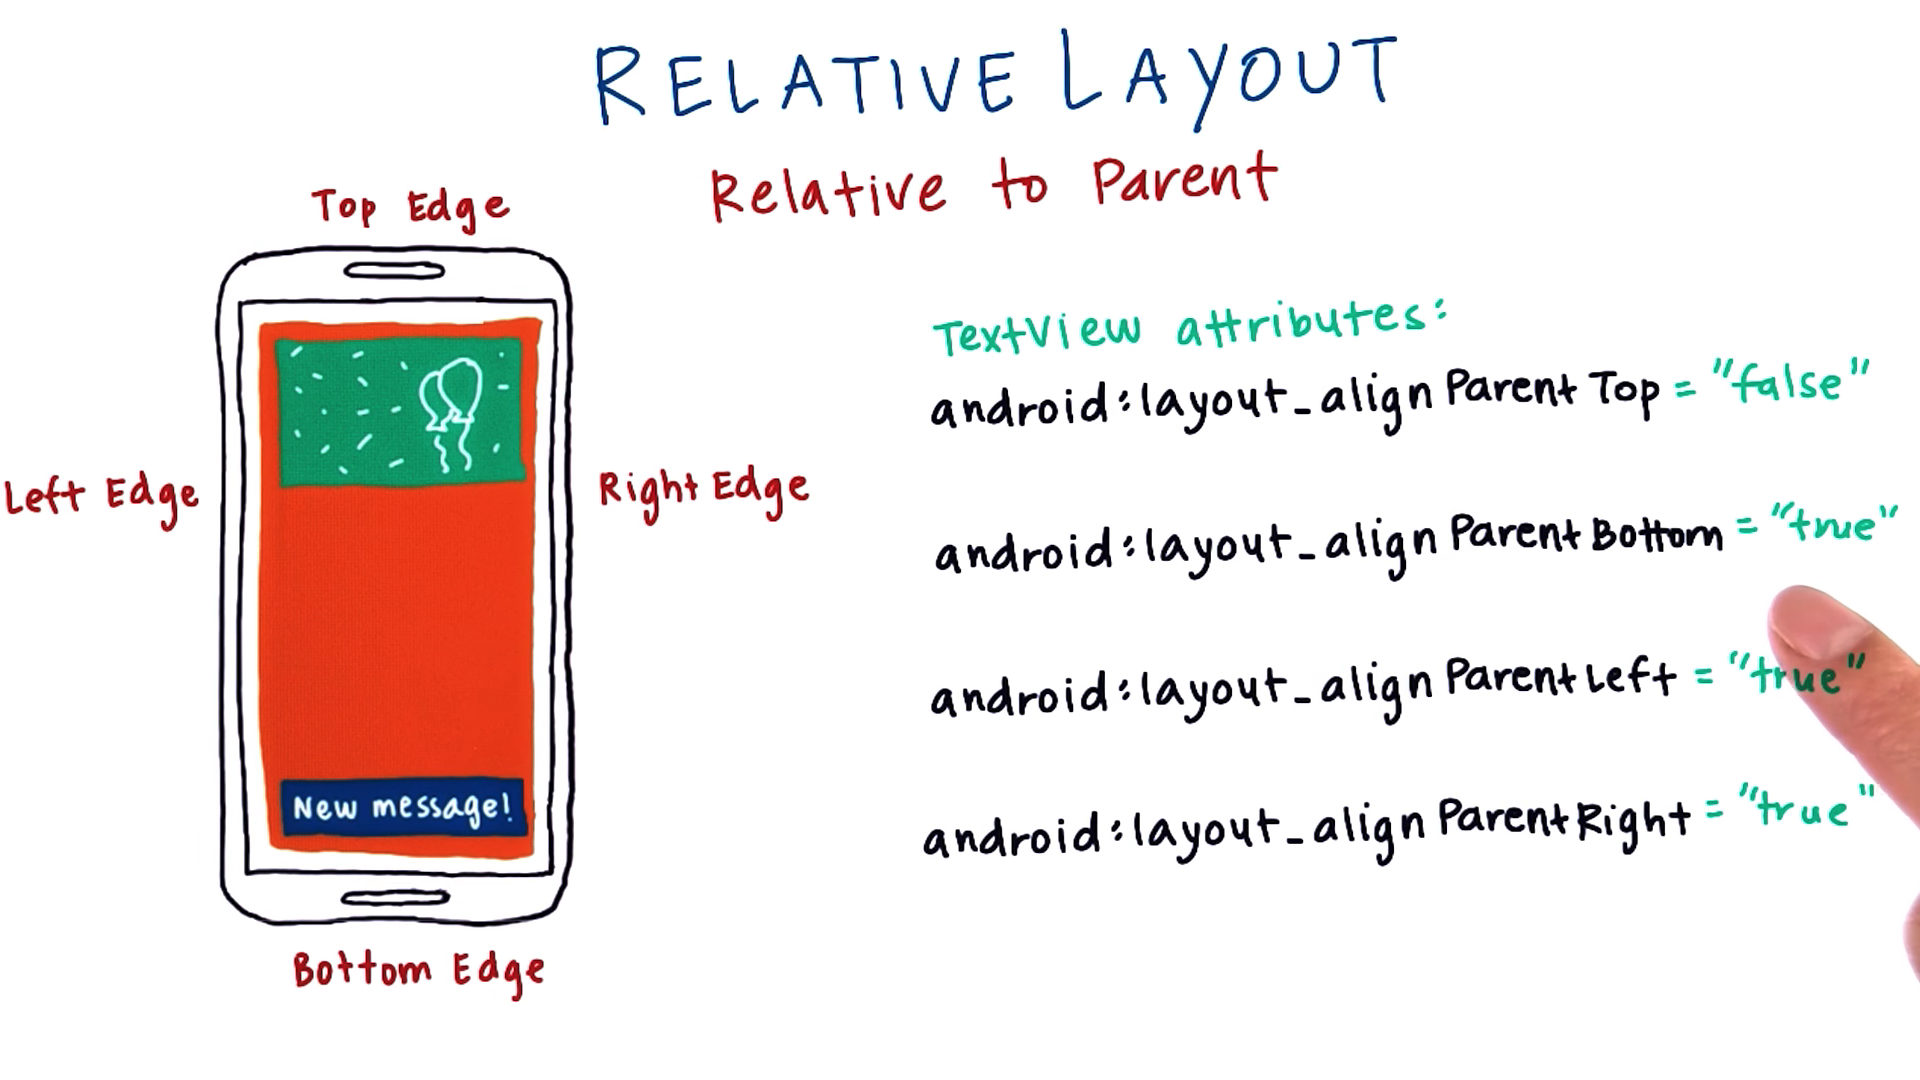 RELATIVE LAYOUT
Relative to Parent
Top Edge
Left Edge
Right Edge
New message!
Bottom Edge
TextView attributes:
android:layout_alignParentTop = "false"
android:layout_alignParentBottom = "true"
android:layout_alignParentLeft = "true"
android:layout_alignParentRight = "true"